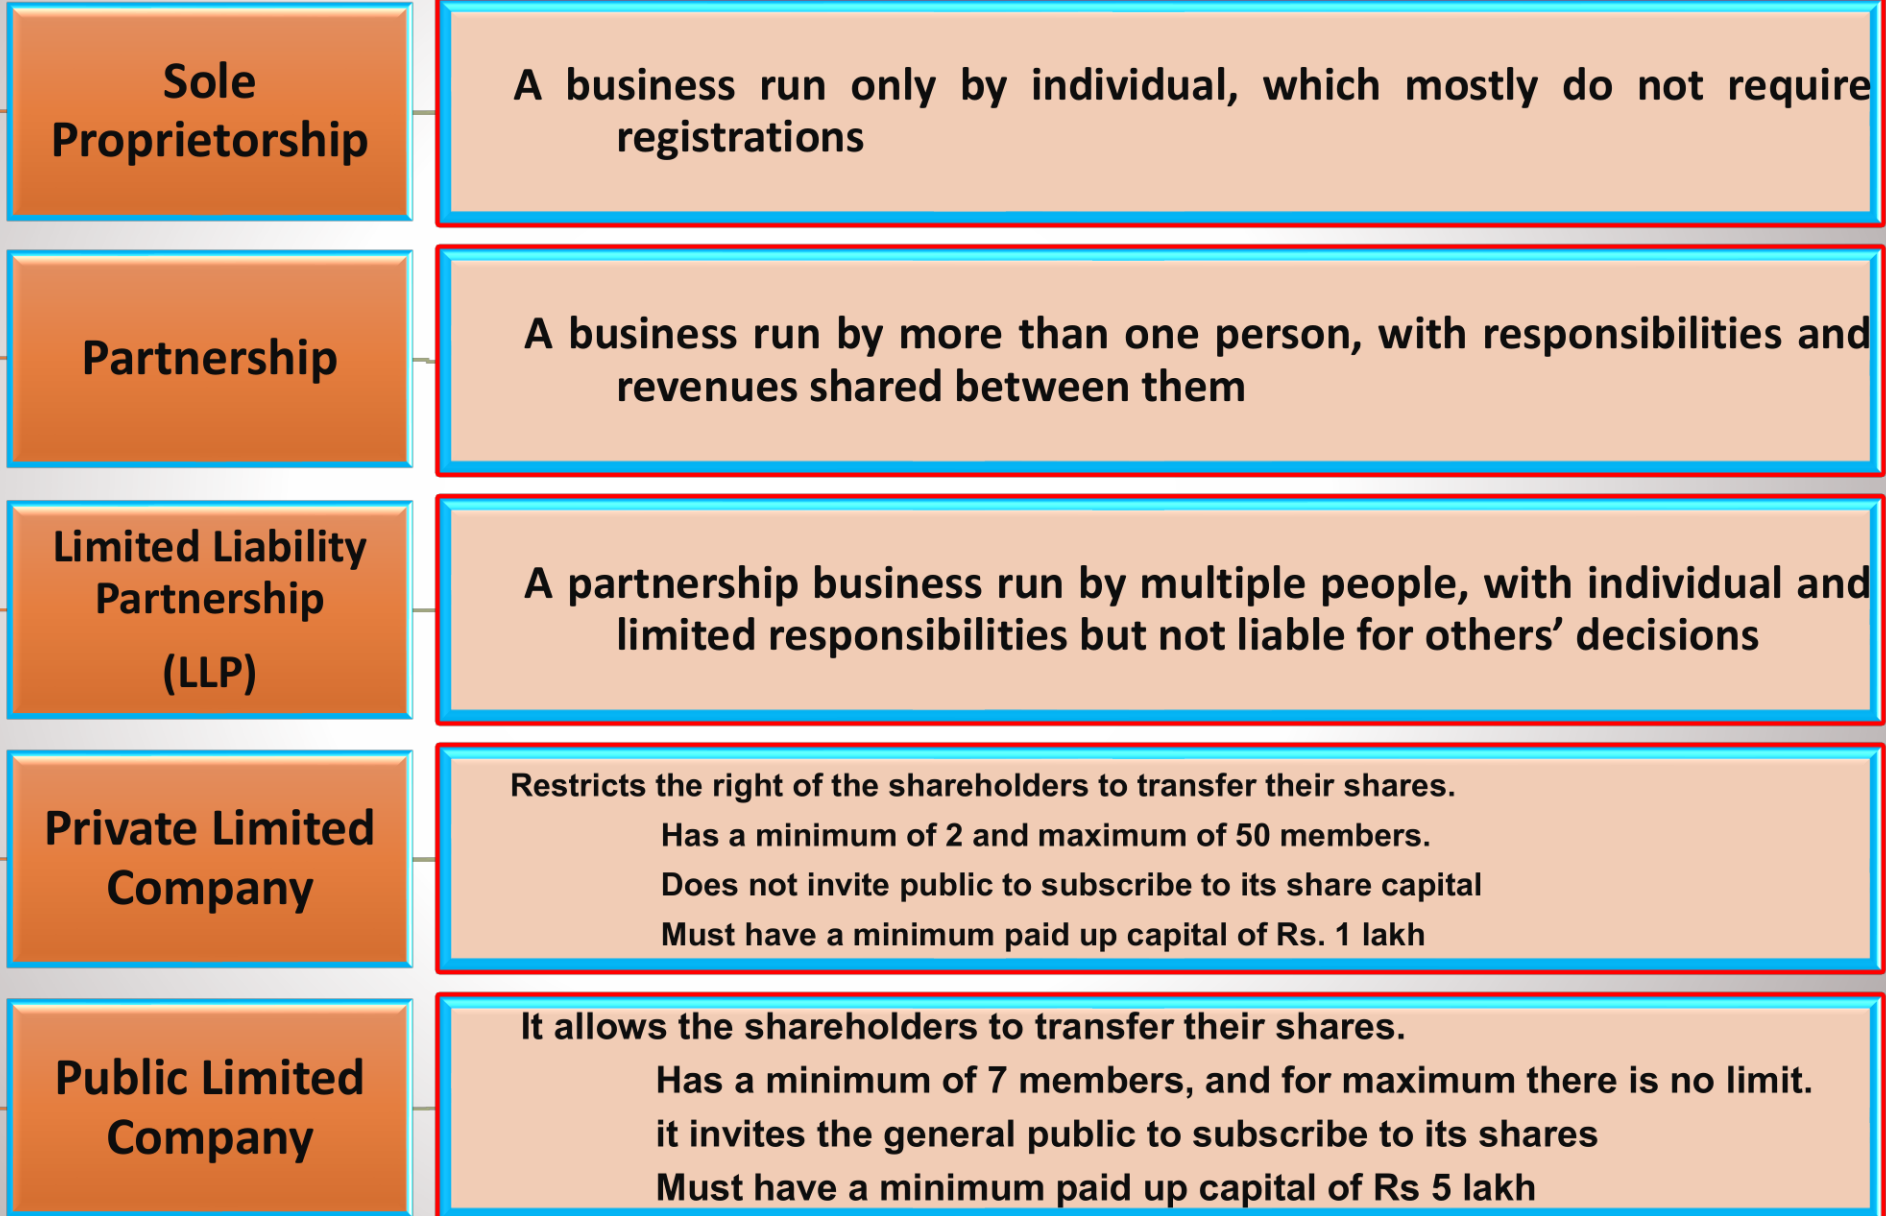 Sole
Proprietorship
A business run only by individual, which mostly do not require
registrations
Partnership
A business run by more than one person, with responsibilities and
revenues shared between them
Limited Liability
Partnership
(LLP)
A partnership business run by multiple people, with individual and
limited responsibilities but not liable for others’ decisions
Private Limited
Company
Restricts the right of the shareholders to transfer their shares.
Has a minimum of 2 and maximum of 50 members.
Does not invite public to subscribe to its share capital
Must have a minimum paid up capital of Rs. 1 lakh
Public Limited
Company
It allows the shareholders to transfer their shares.
Has a minimum of 7 members, and for maximum there is no limit.
it invites the general public to subscribe to its shares
Must have a minimum paid up capital of Rs 5 lakh